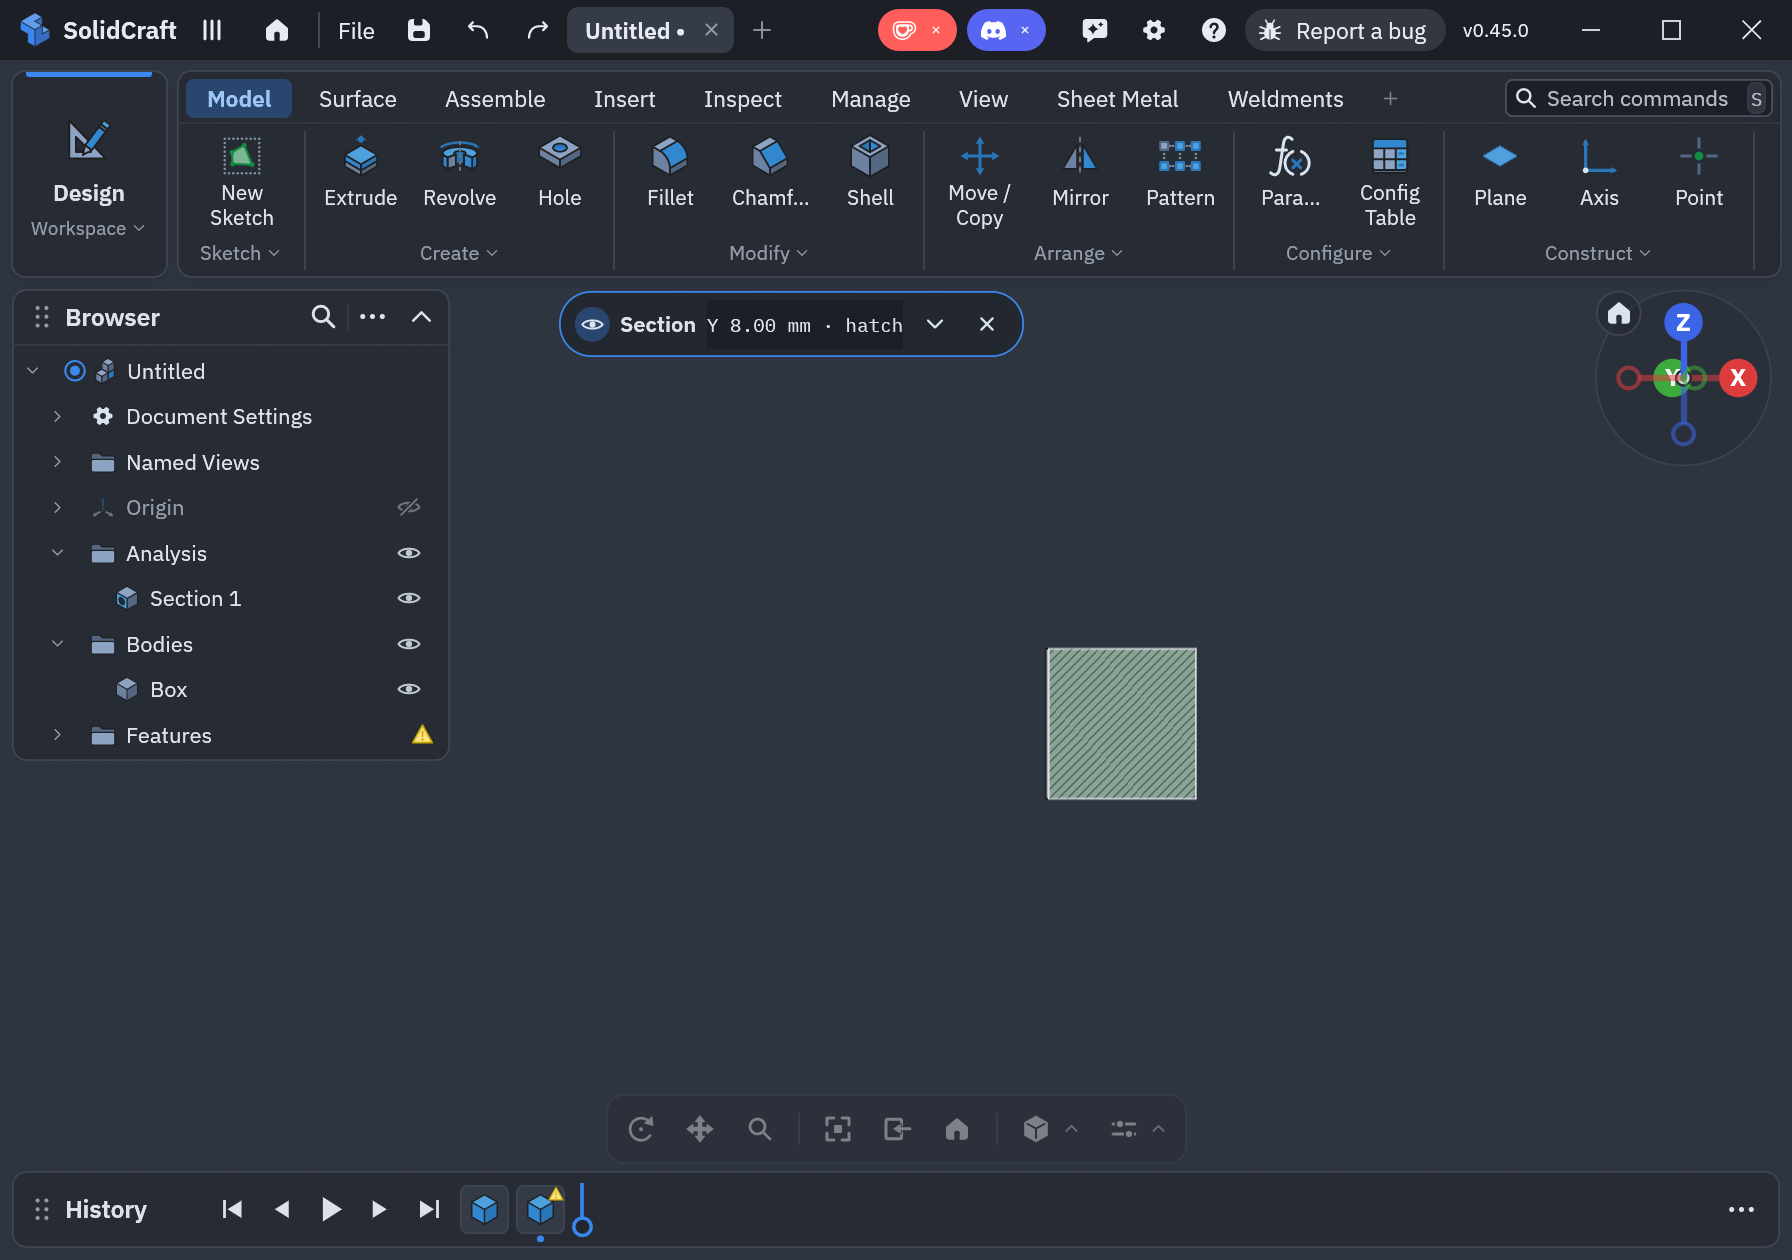 SolidCraft
File
Untitled •
Report a bug
v0.45.0
Design
Workspace
Model
Surface
Assemble
Insert
Inspect
Manage
View
Sheet Metal
Weldments
Search commands
S
New
Sketch
Extrude
Revolve
Hole
Fillet
Chamf...
Shell
Move /
Copy
Mirror
Pattern
Para...
Config
Table
Plane
Axis
Point
Sketch
Create
Modify
Arrange
Configure
Construct
Browser
Untitled
Document Settings
Named Views
Origin
Analysis
Section 1
Bodies
Box
Features
Section Y 8.00 mm · hatch
Z
Y
X
History